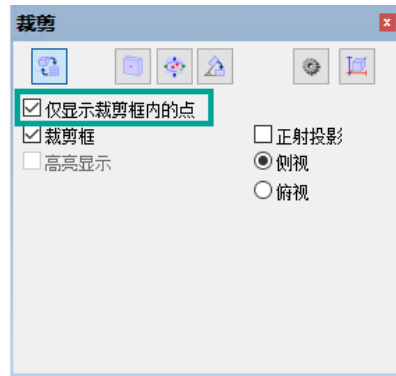 裁剪
仅显示裁剪框内的点
裁剪框
正射投影
高亮显示
侧视
俯视